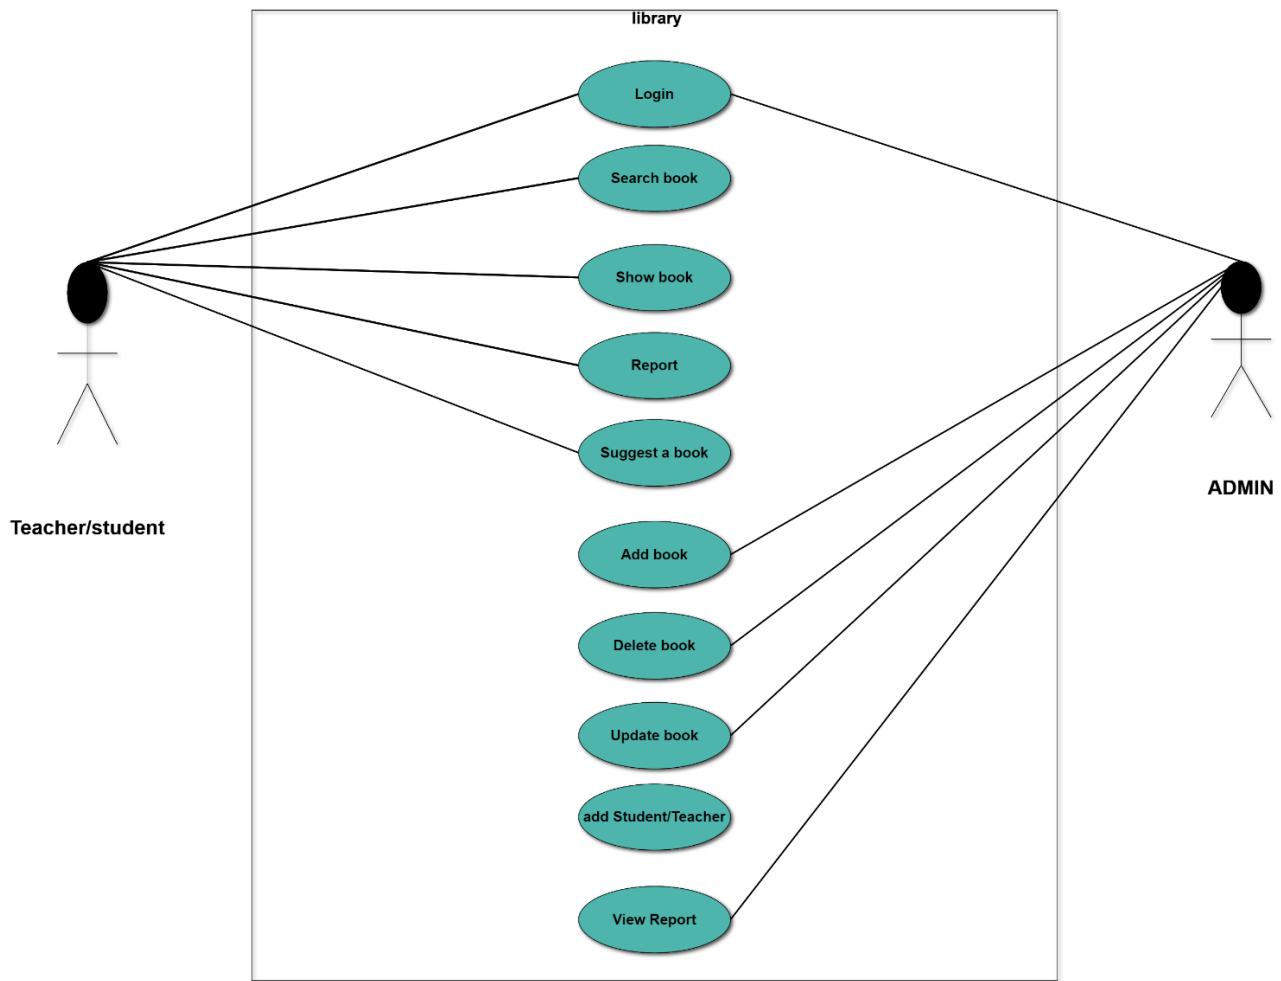 library
Login
Search book
Show book
Report
Suggest a book
Teacher/student
ADMIN
Add book
Delete book
Update book
add Student/Teacher
View Report